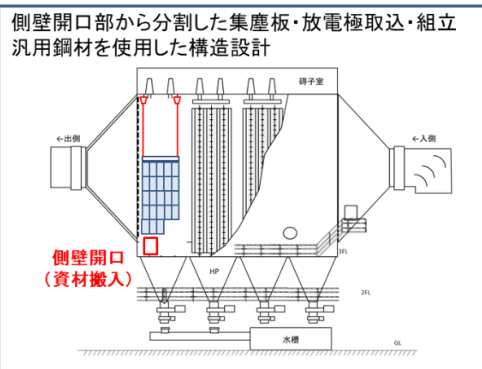 側壁開口部から分割した集塵板・放電極取込・組立
汎用鋼材を使用した構造設計
碍子室
←出側
←入側
側壁開口
（資材搬入）
3FL
HP
2FL
水槽
GL